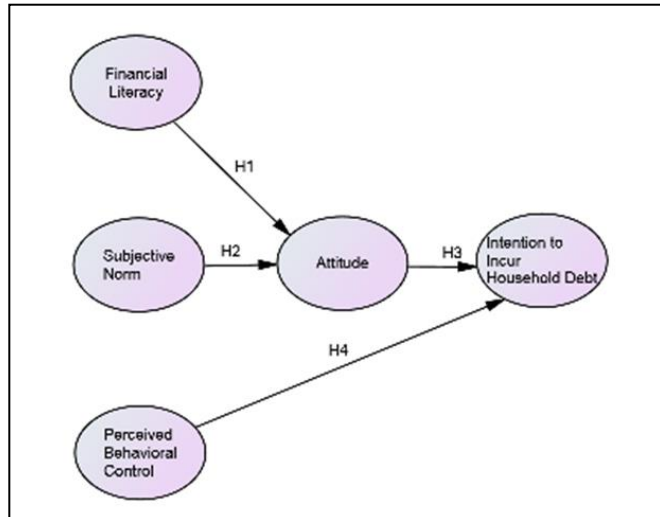 Financial
Literacy
H1
Subjective
Norm
H2
Attitude
H3
Intention to
Incur
Household Debt
H4
Perceived
Behavioral
Control